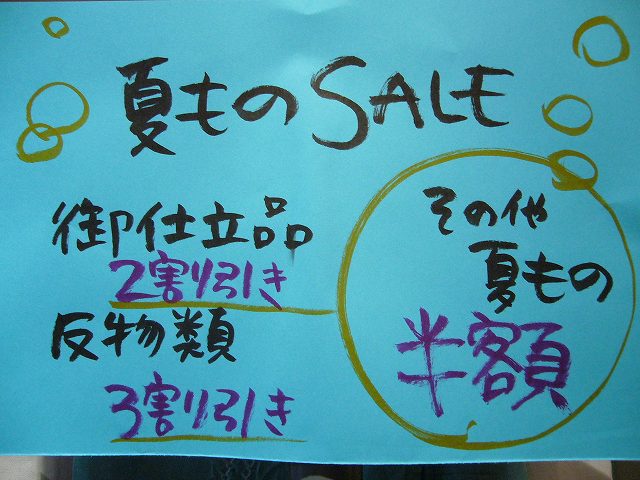 夏ものSALE
御仕立品
2割引き
反物類
3割引き
その他
夏もの
半額